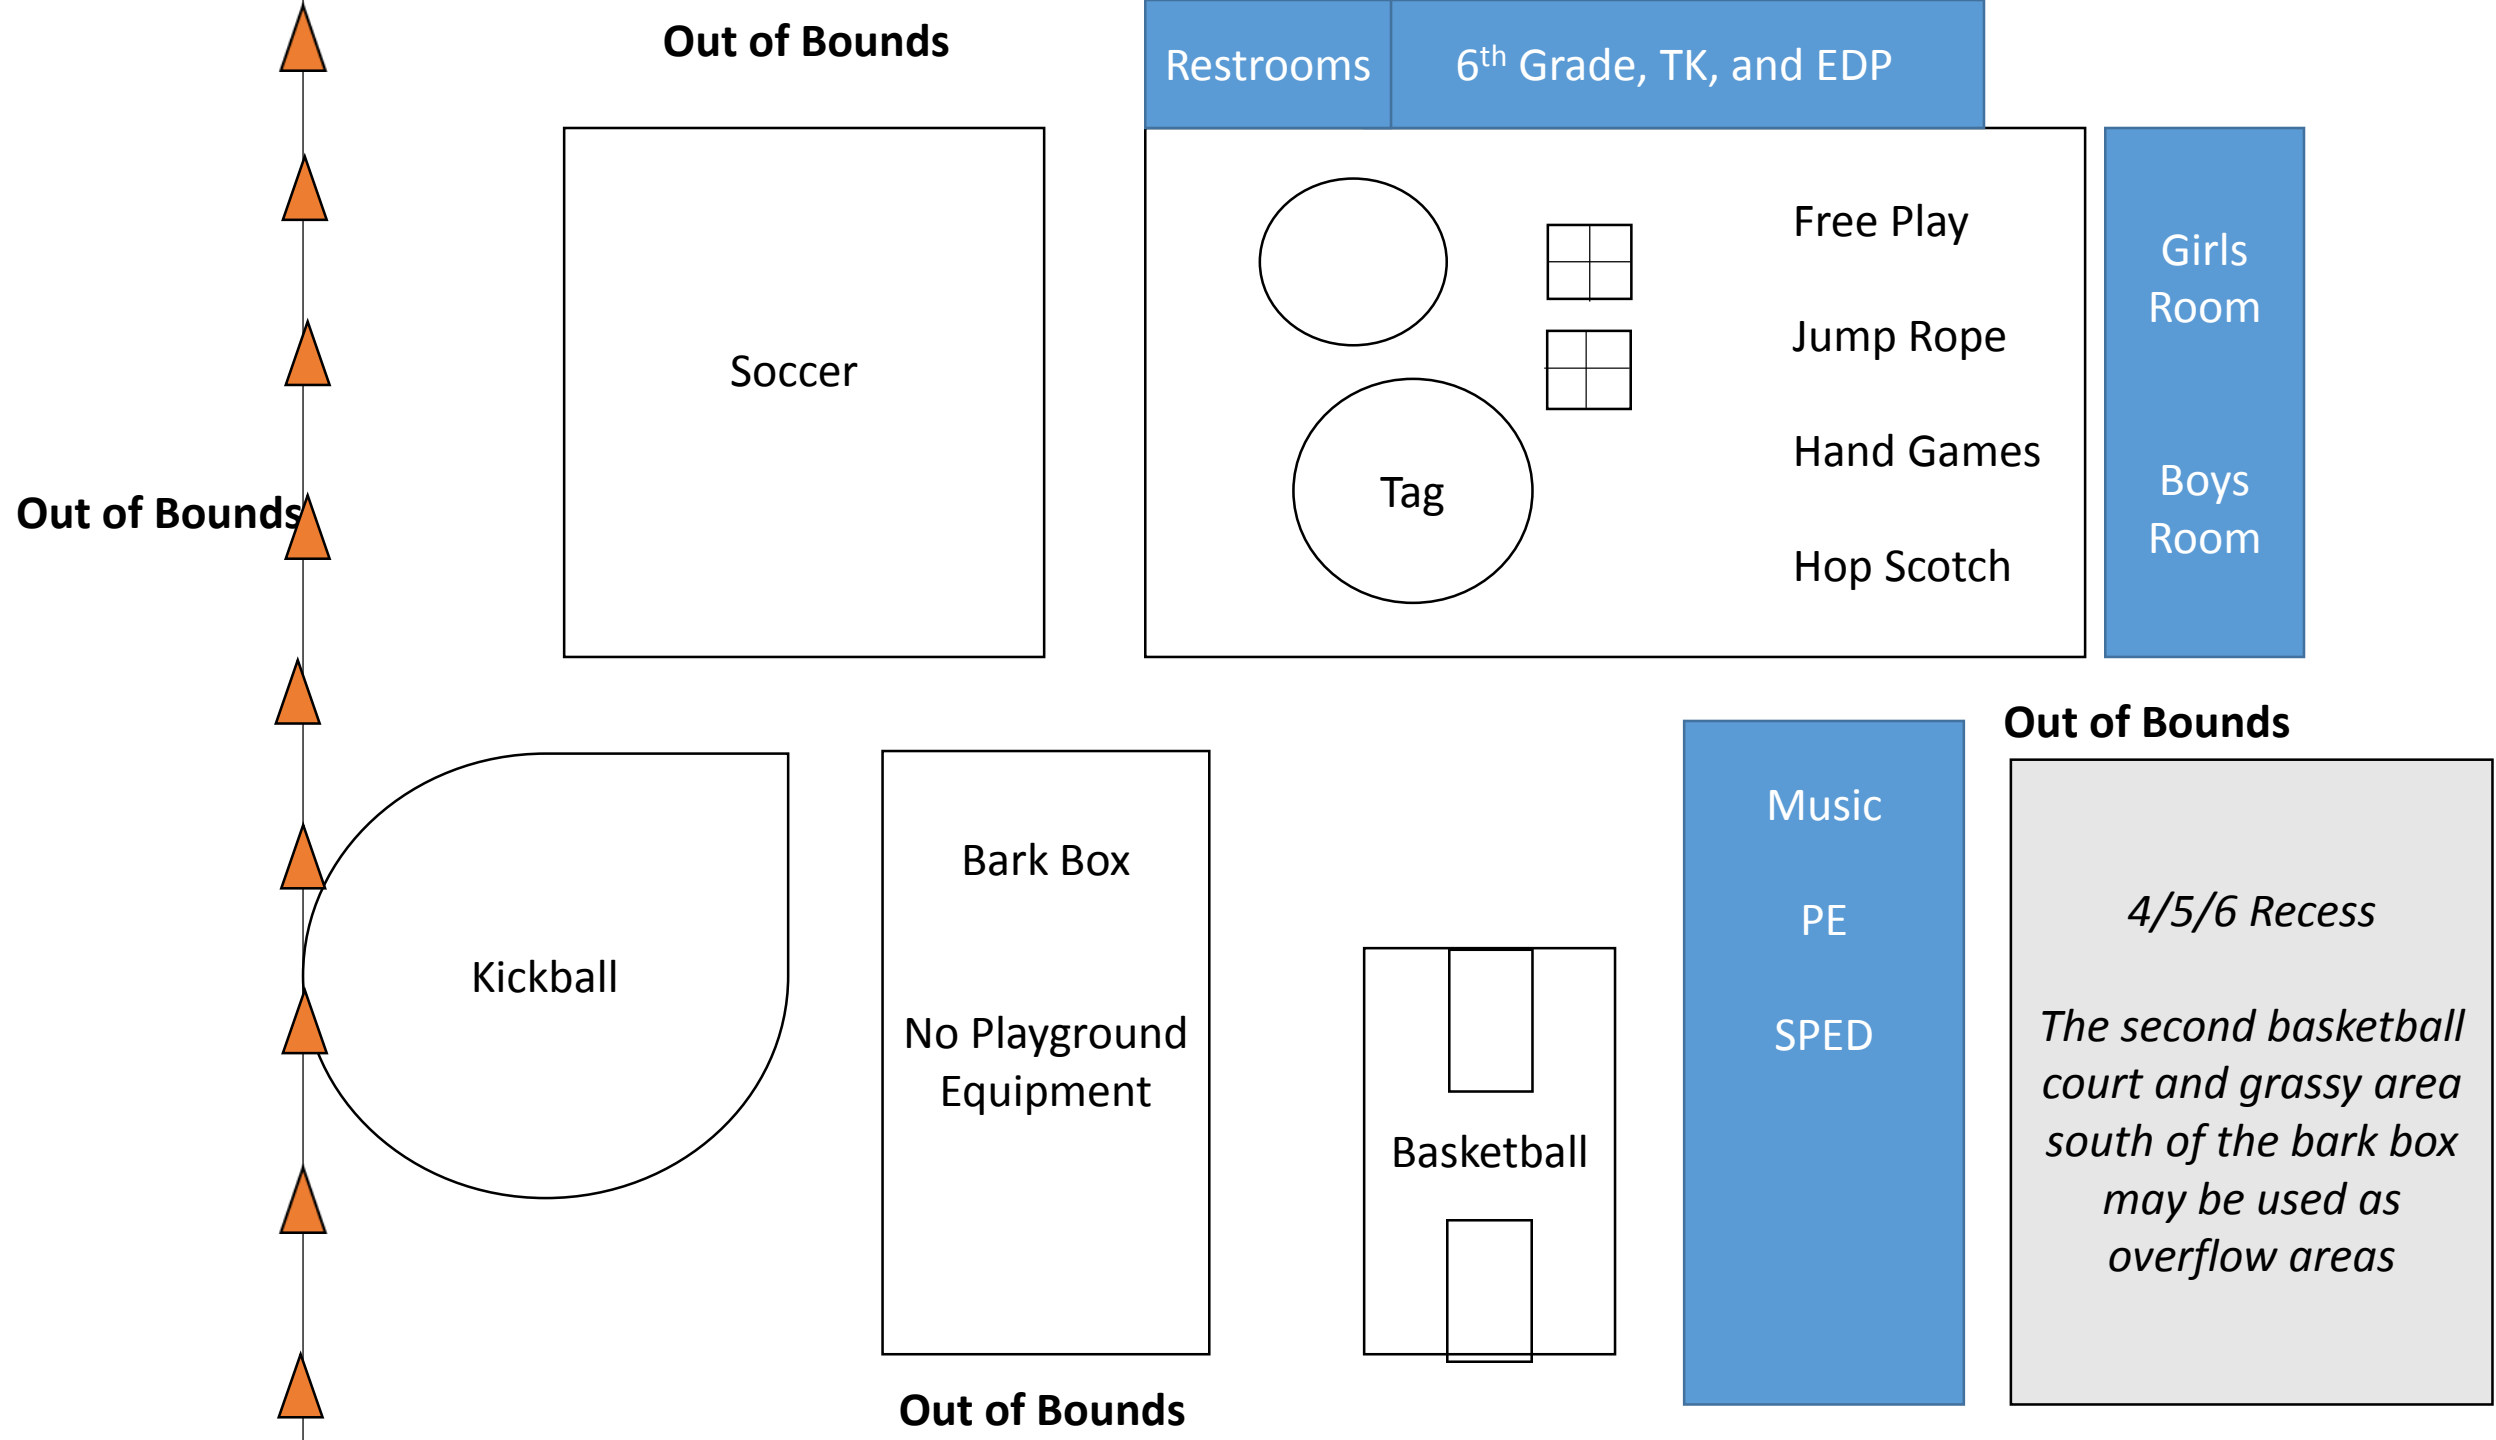 Out of Bounds
Restrooms
6th Grade, TK, and EDP
Soccer
Free Play
Jump Rope
Hand Games
Hop Scotch
Tag
Girls
Room
Boys
Room
Out of Bounds
Out of Bounds
Kickball
Bark Box
No Playground
Equipment
Basketball
Music
PE
SPED
4/5/6 Recess
The second basketball
court and grassy area
south of the bark box
may be used as
overflow areas
Out of Bounds